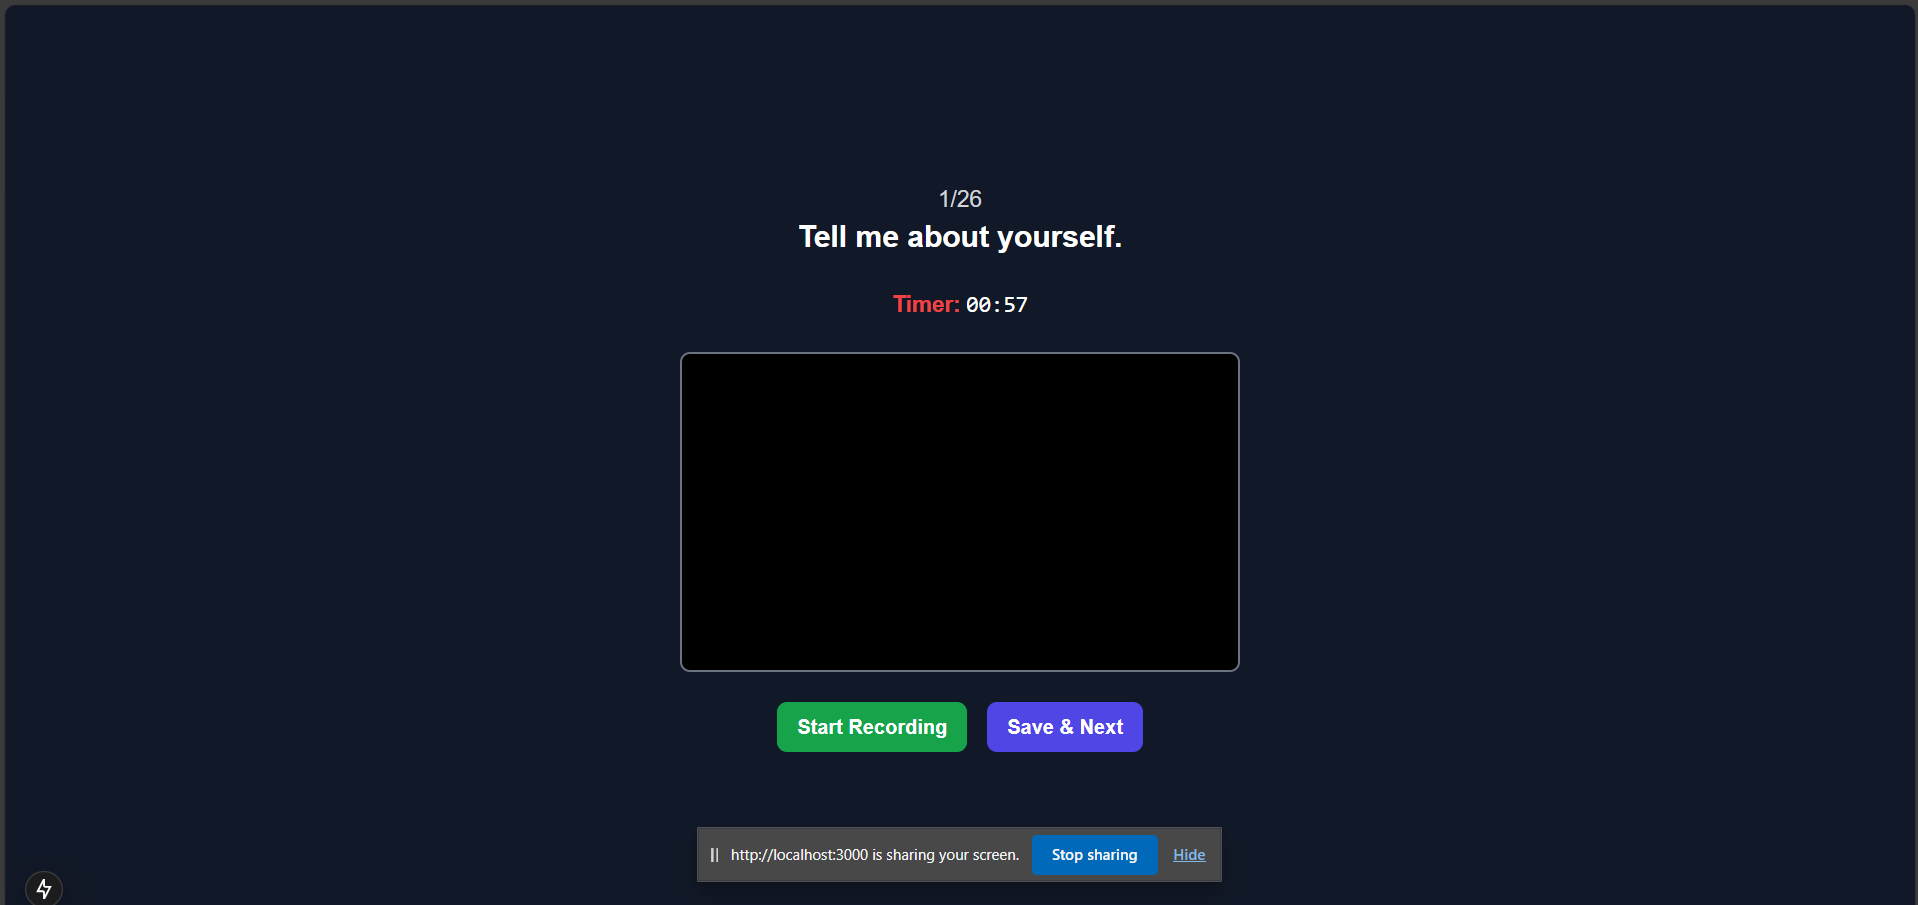 1/26
Tell me about yourself.
Timer: 00:57
Start Recording
Save & Next
http://localhost:3000 is sharing your screen.
Stop sharing
Hide